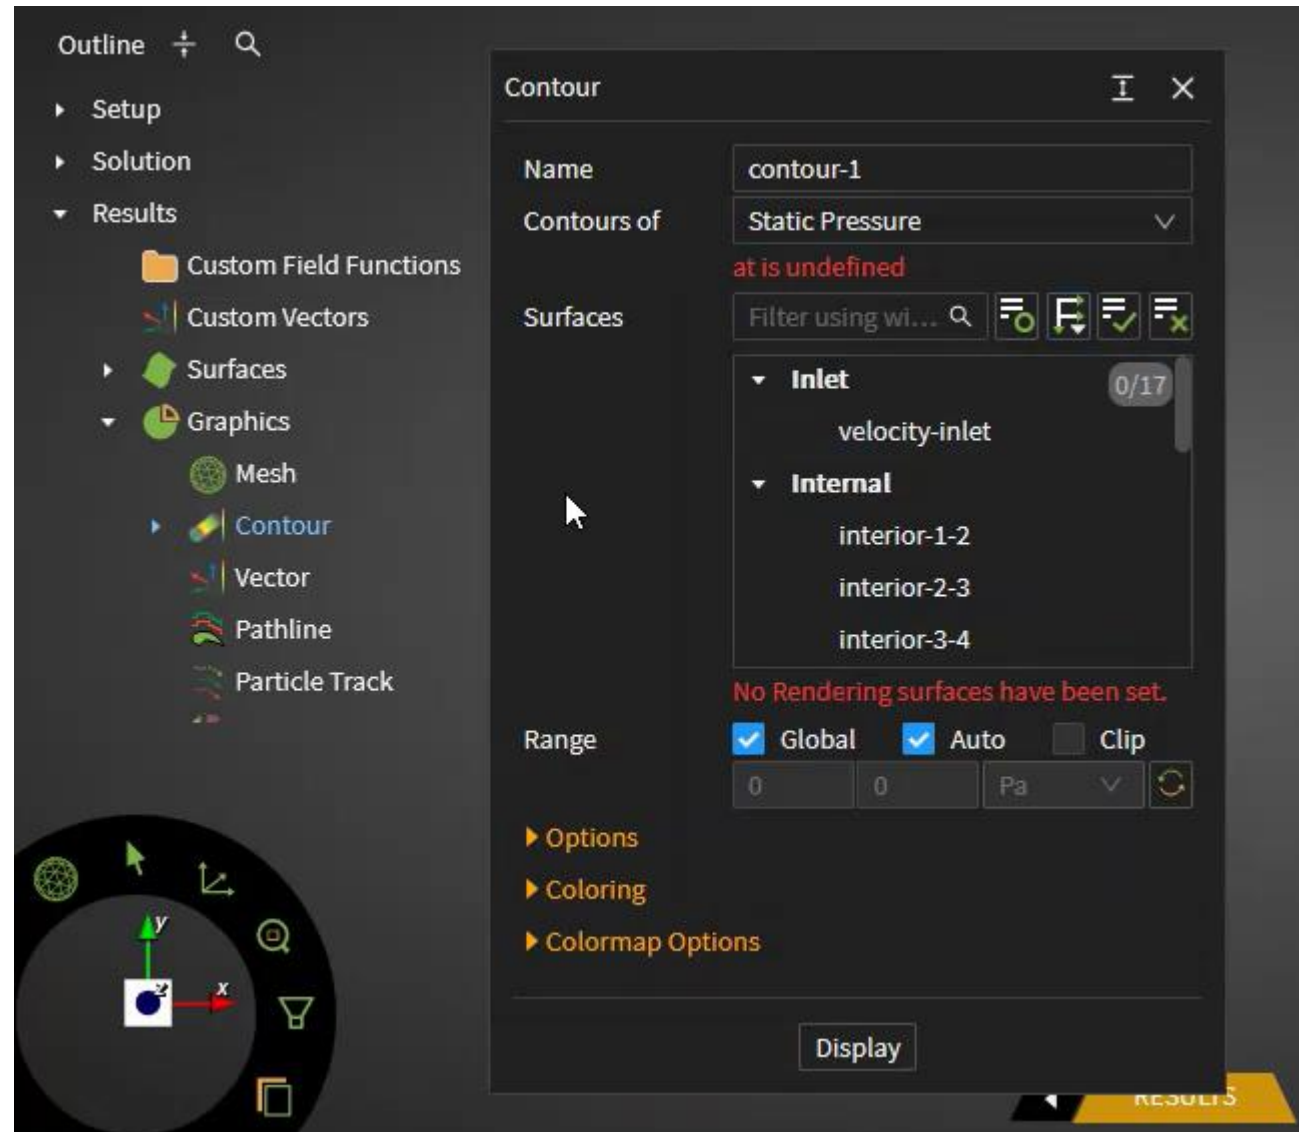 Outline
Setup
Solution
Results
Custom Field Functions
Custom Vectors
Surfaces
Graphics
Mesh
Contour
Vector
Pathline
Particle Track
y
z
x
Contour
Name
contour-1
Contours of
Static Pressure
at is undefined
Surfaces
Filter using wi...
Inlet
0/17
velocity-inlet
Internal
interior-1-2
interior-2-3
interior-3-4
No Rendering surfaces have been set.
Range
Global
Auto
Clip
0
0
Pa
Options
Coloring
Colormap Options
Display
RESULTS